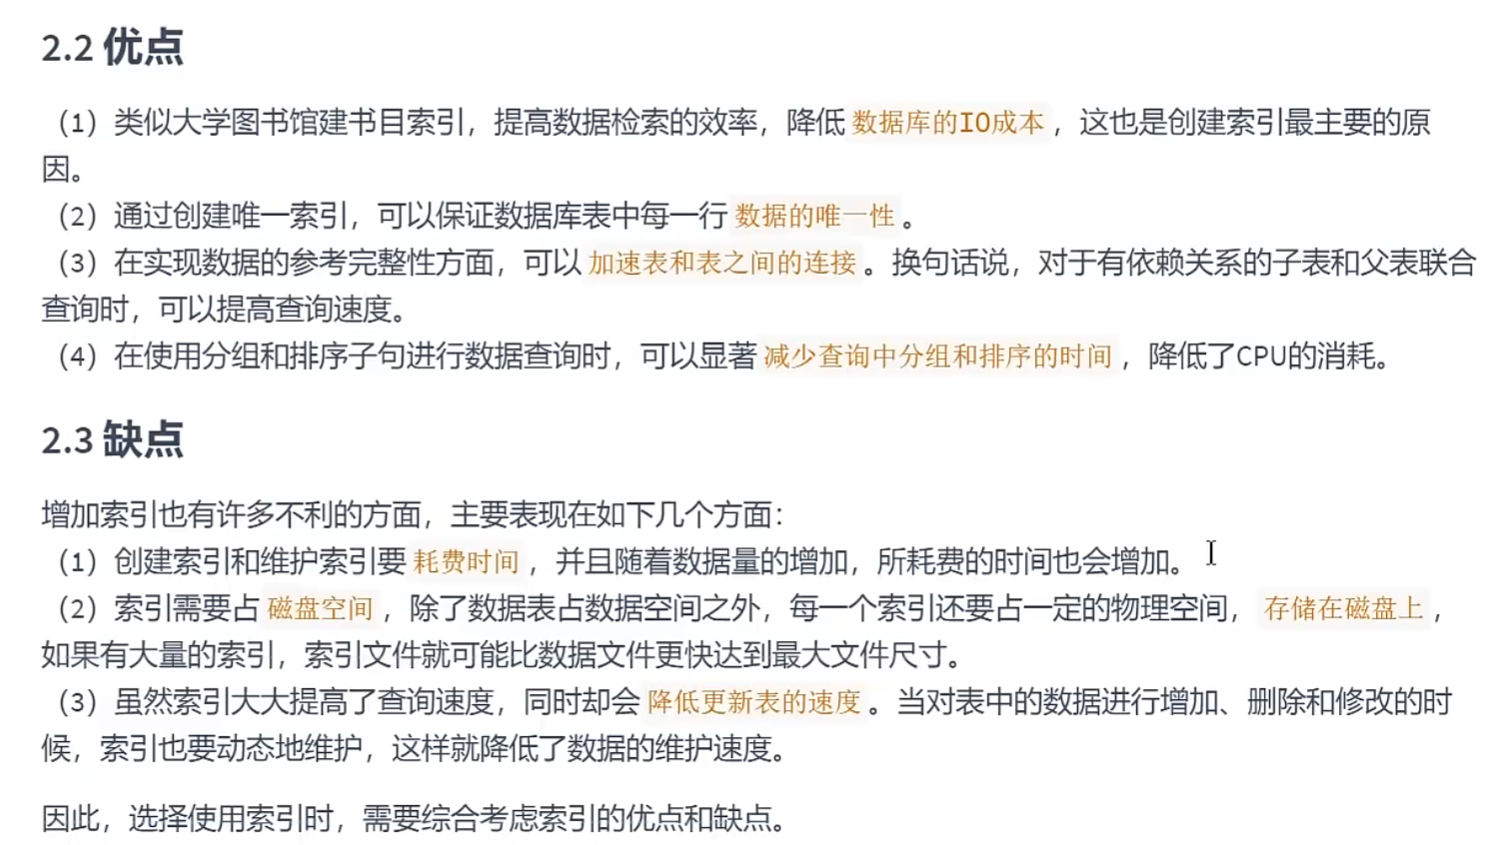 2.2 优点
（1）类似大学图书馆建书目索引，提高数据检索的效率，降低 数据库的IO成本 ，这也是创建索引最主要的原
因。
（2）通过创建唯一索引，可以保证数据库表中每一行 数据的唯一性 。
（3）在实现数据的参考完整性方面，可以 加速表和表之间的连接 。换句话说，对于有依赖关系的子表和父表联合
查询时，可以提高查询速度。
（4）在使用分组和排序子句进行数据查询时，可以显著 减少查询中分组和排序的时间 ，降低了CPU的消耗。
2.3 缺点
增加索引也有许多不利的方面，主要表现在如下几个方面：
（1）创建索引和维护索引要 耗费时间 ，并且随着数据量的增加，所耗费的时间也会增加。
（2）索引需要占 磁盘空间 ，除了数据表占数据空间之外，每一个索引还要占一定的物理空间， 存储在磁盘上 ，
如果有大量的索引，索引文件就可能比数据文件更快达到最大文件尺寸。
（3）虽然索引大大提高了查询速度，同时却会 降低更新表的速度 。当对表中的数据进行增加、删除和修改的时
候，索引也要动态地维护，这样就降低了数据的维护速度。
因此，选择使用索引时，需要综合考虑索引的优点和缺点。